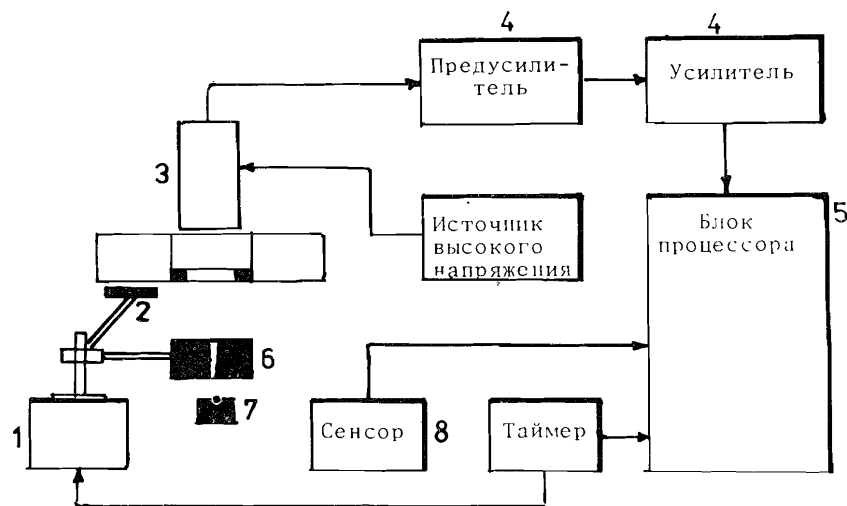 4
4
Предусили-
тель
Усилитель
3
5
Источник
высокого
напряжения
Блок
процессора
2
6
7
1
Сенсор
8
Таймер